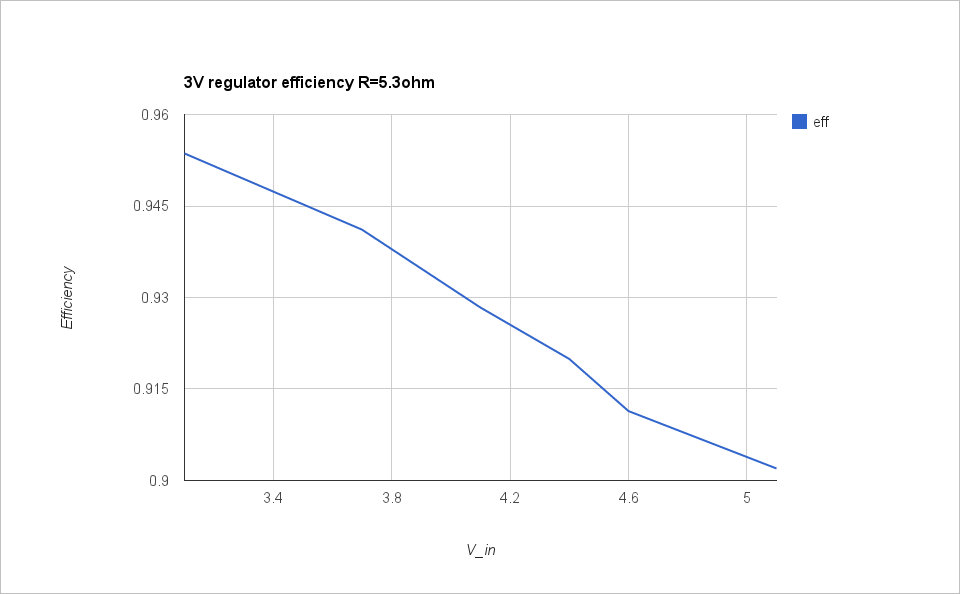 3V regulator efficiency R=5.3ohm
0.96
0.945
0.93
0.915
0.9
Efficiency
3.4 3.8 4.2 4.6 5
V_in
eff